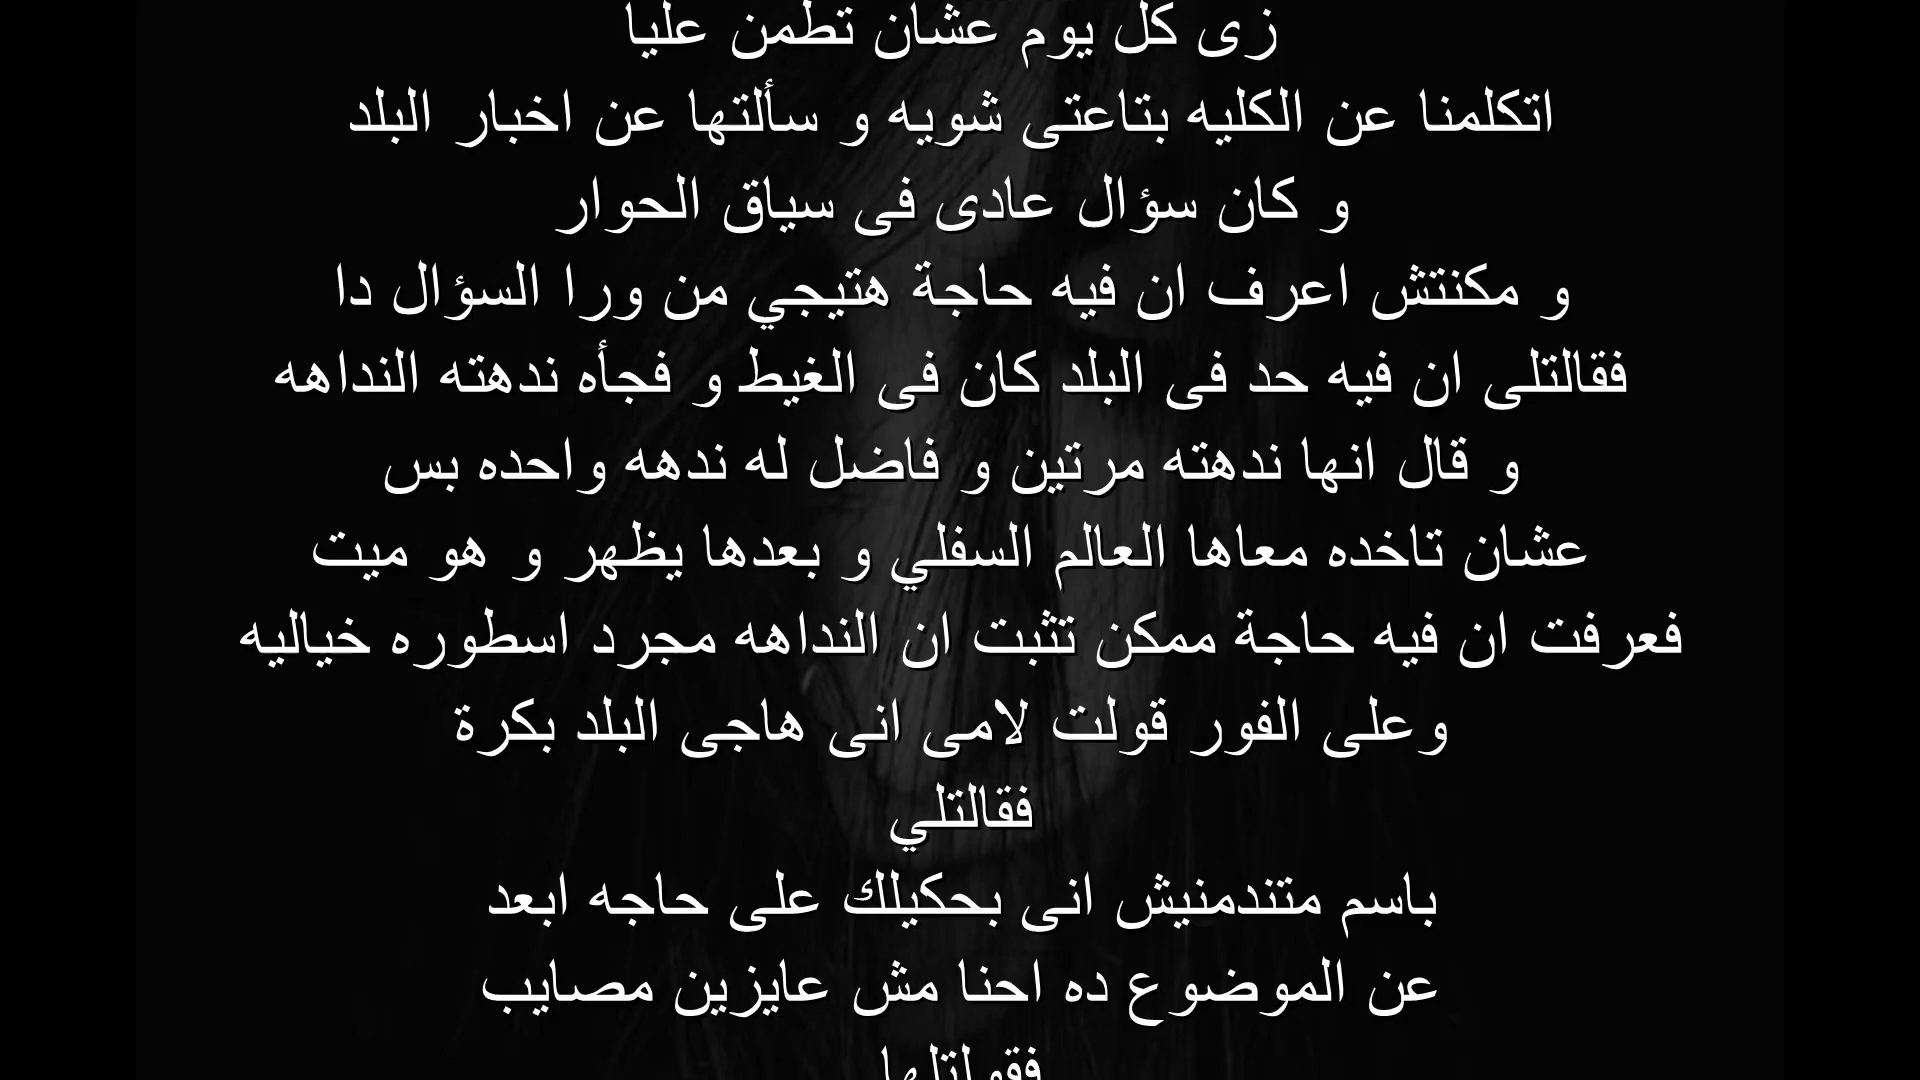 زى كل يوم عشان تطمن عليا
اتكلمنا عن الكليه بتاعتى شويه و سألتها عن اخبار البلد
و كان سؤال عادى فى سياق الحوار
و مكنتش اعرف ان فيه حاجة هتيجي من ورا السؤال دا
فقالتلى ان فيه حد فى البلد كان فى الغيط و فجأه ندهته النداهه
و قال انها ندهته مرتين و فاضل له ندهه واحده بس
عشان تاخده معاها العالم السفلي و بعدها يظهر و هو ميت
فعرفت ان فيه حاجة ممكن تثبت ان النداهه مجرد اسطوره خياليه
وعلى الفور قولت لامى انى هاجى البلد بكرة
فقالتلي
باسم متندمنيش انى بحكيلك على حاجه ابعد
عن الموضوع ده احنا مش عايزين مصايب
فقولتلها